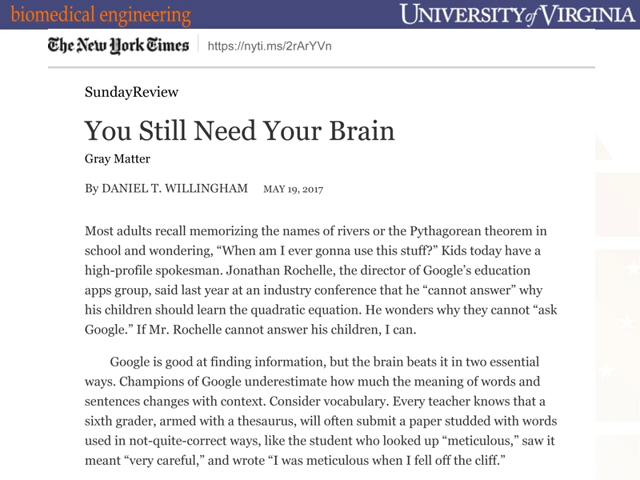 biomedical engineering
UNIVERSITY of VIRGINIA
The New York Times
https://nyti.ms/2rArYVn
SundayReview
You Still Need Your Brain
Gray Matter
By DANIEL T. WILLINGHAM MAY 19, 2017
Most adults recall memorizing the names of rivers or the Pythagorean theorem in
school and wondering, “When am I ever gonna use this stuff?” Kids today have a
high-profile spokesman. Jonathan Rochelle, the director of Google’s education
apps group, said last year at an industry conference that he “cannot answer” why
his children should learn the quadratic equation. He wonders why they cannot “ask
Google.” If Mr. Rochelle cannot answer his children, I can.
Google is good at finding information, but the brain beats it in two essential
ways. Champions of Google underestimate how much the meaning of words and
sentences changes with context. Consider vocabulary. Every teacher knows that a
sixth grader, armed with a thesaurus, will often submit a paper studded with words
used in not-quite-correct ways, like the student who looked up “meticulous,” saw it
meant “very careful,” and wrote “I was meticulous when I fell off the cliff.”